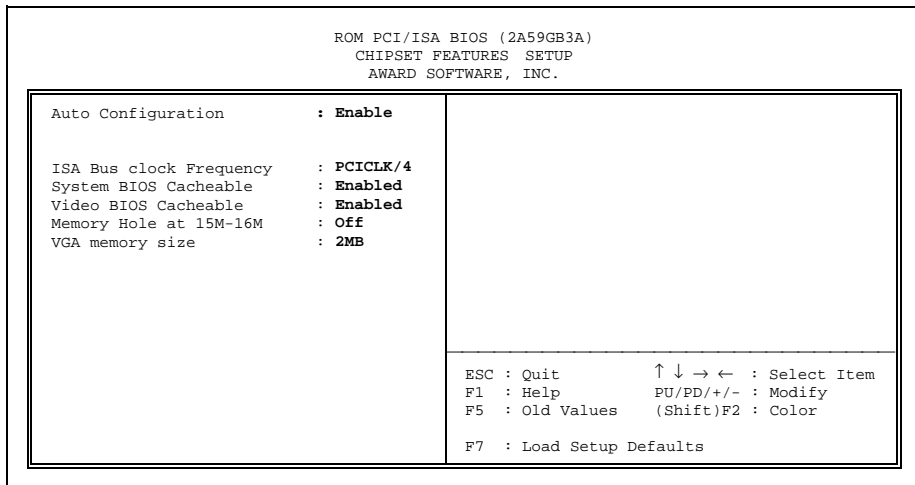 ROM PCI/ISA BIOS (2A59GB3A)
CHIPSET FEATURES SETUP
AWARD SOFTWARE, INC.
Auto Configuration : Enable
ISA Bus clock Frequency : PCICLK/4
System BIOS Cacheable : Enabled
Video BIOS Cacheable : Enabled
Memory Hole at 15M-16M : Off
VGA memory size : 2MB
ESC : Quit ↑ ↓ → ← : Select Item
F1 : Help PU/PD/+/- : Modify
F5 : Old Values (Shift)F2 : Color
F7 : Load Setup Defaults